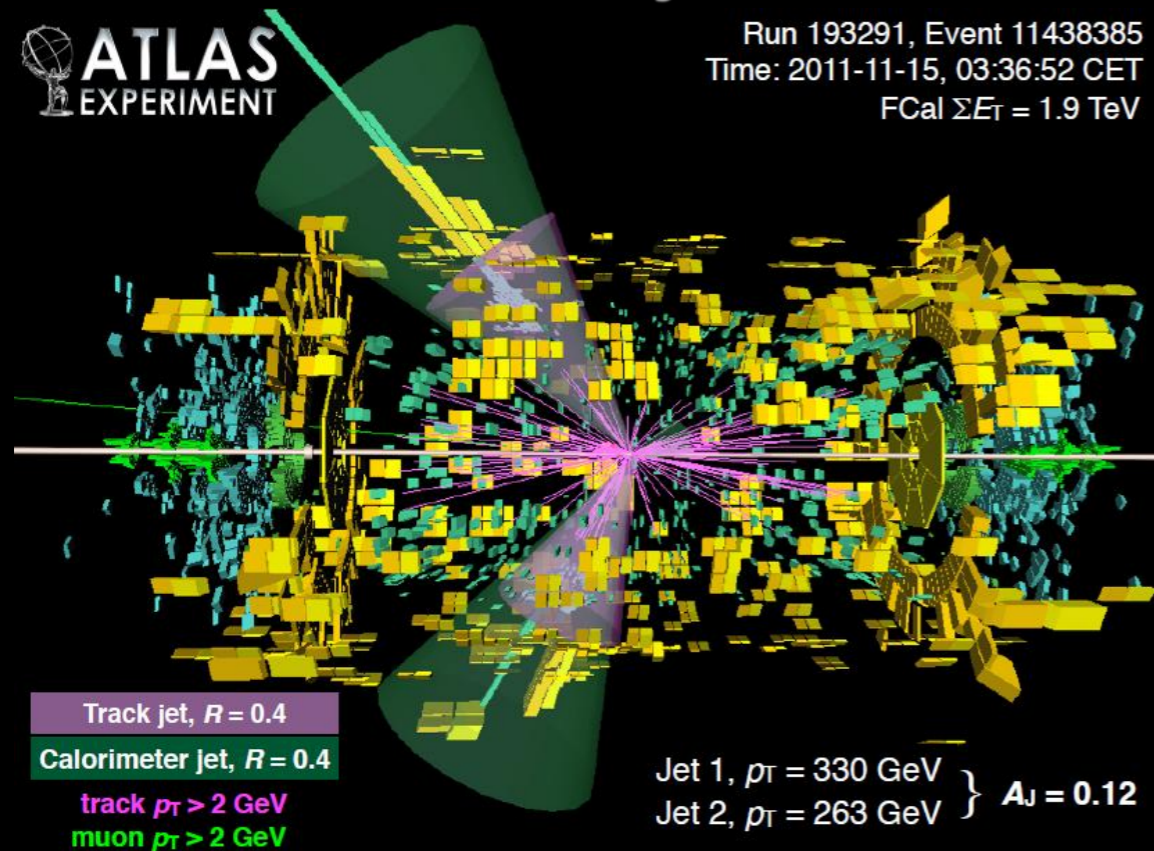 ATLAS
EXPERIMENT
Run 193291, Event 11438385
Time: 2011-11-15, 03:36:52 CET
FCal ΣET = 1.9 TeV
Track jet, R = 0.4
Calorimeter jet, R = 0.4
track pT > 2 GeV
muon pT > 2 GeV
Jet 1, pT = 330 GeV
Jet 2, pT = 263 GeV
} AJ = 0.12